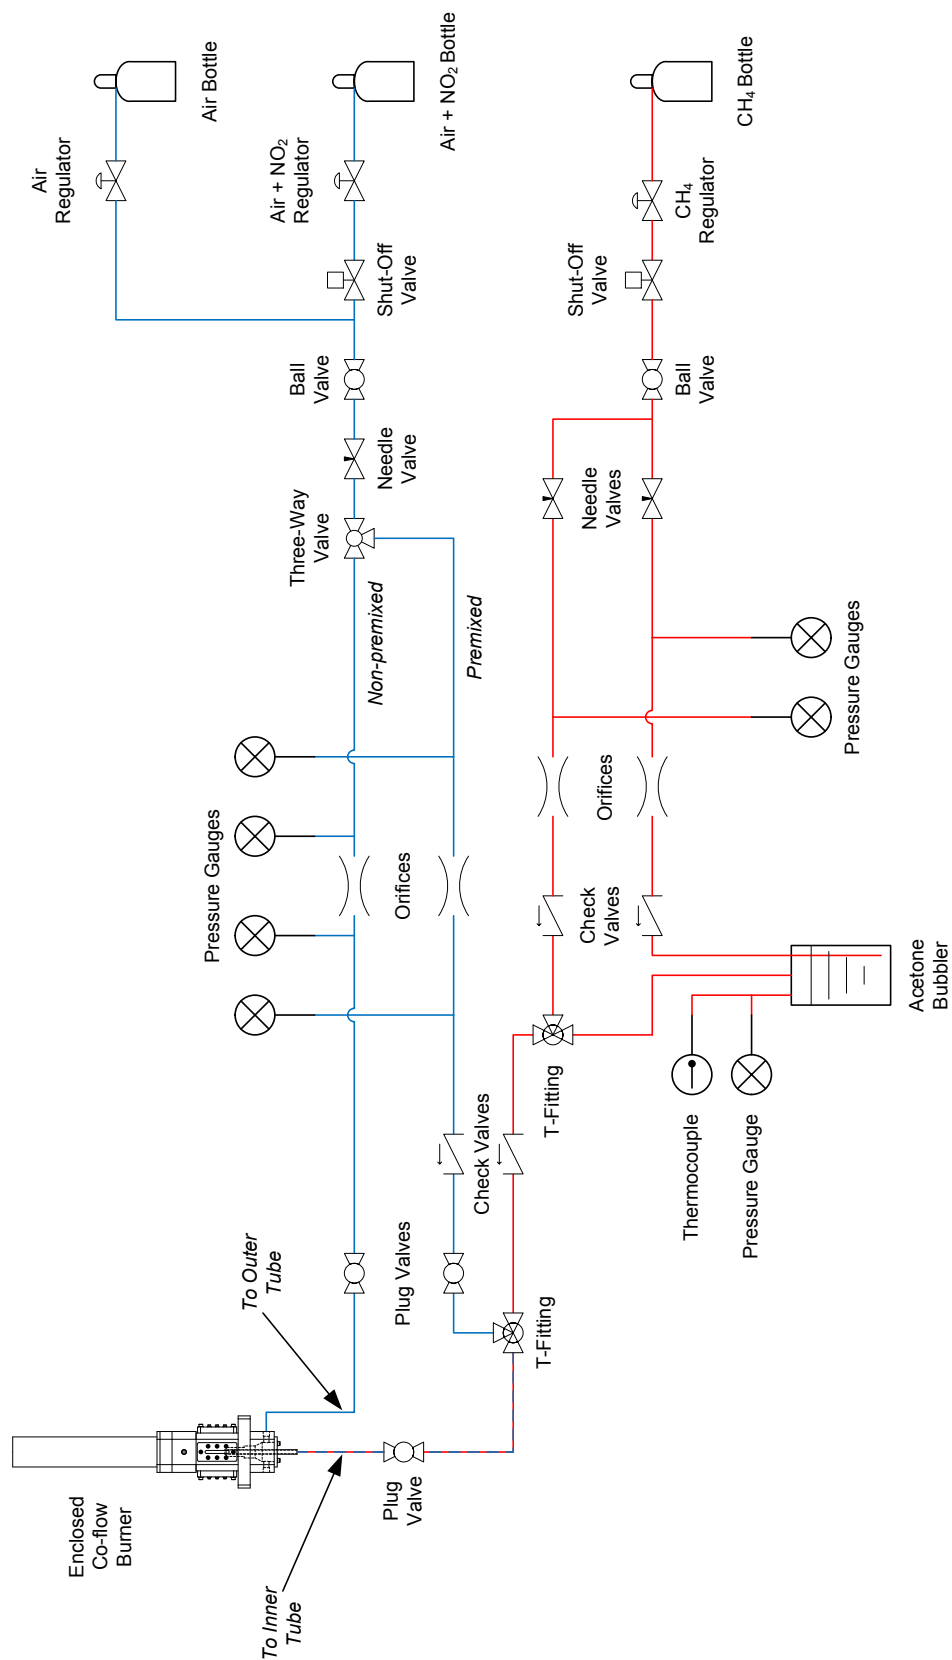 Enclosed
Co-flow
Burner
To Inner
Tube
To Outer
Tube
Plug
Valve
Plug Valves
T-Fitting
Check Valves
T-Fitting
Thermocouple
Pressure Gauge
Acetone
Bubbler
Pressure Gauges
Orifices
Check
Valves
Orifices
Pressure Gauges
Non-premixed
Premixed
Three-Way
Valve
Needle
Valve
Needle
Valves
Ball
Valve
Ball
Valve
Shut-Off
Valve
Shut-Off
Valve
Air
Regulator
Air + NO₂
Regulator
CH₄
Regulator
Air Bottle
Air + NO₂ Bottle
CH₄ Bottle